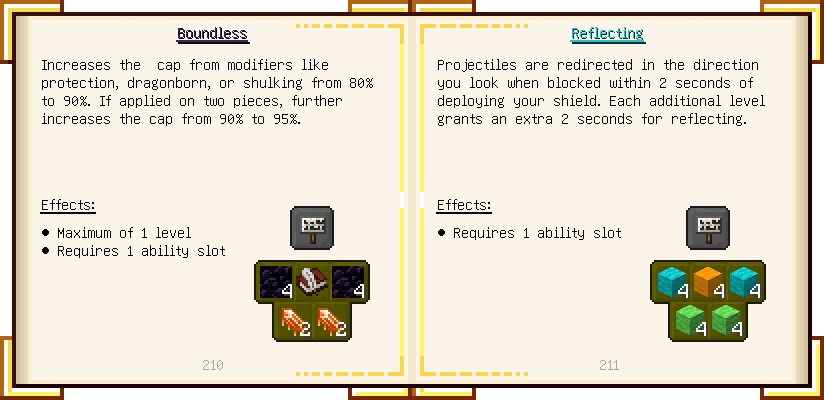 Boundless
Increases the  cap from modifiers like
protection, dragonborn, or shulking from 80%
to 90%. If applied on two pieces, further
increases the cap from 90% to 95%.
Effects:
• Maximum of 1 level
• Requires 1 ability slot
4
4
2
2
210
Reflecting
Projectiles are redirected in the direction
you look when blocked within 2 seconds of
deploying your shield. Each additional level
grants an extra 2 seconds for reflecting.
Effects:
• Requires 1 ability slot
4
4
4
4
4
211